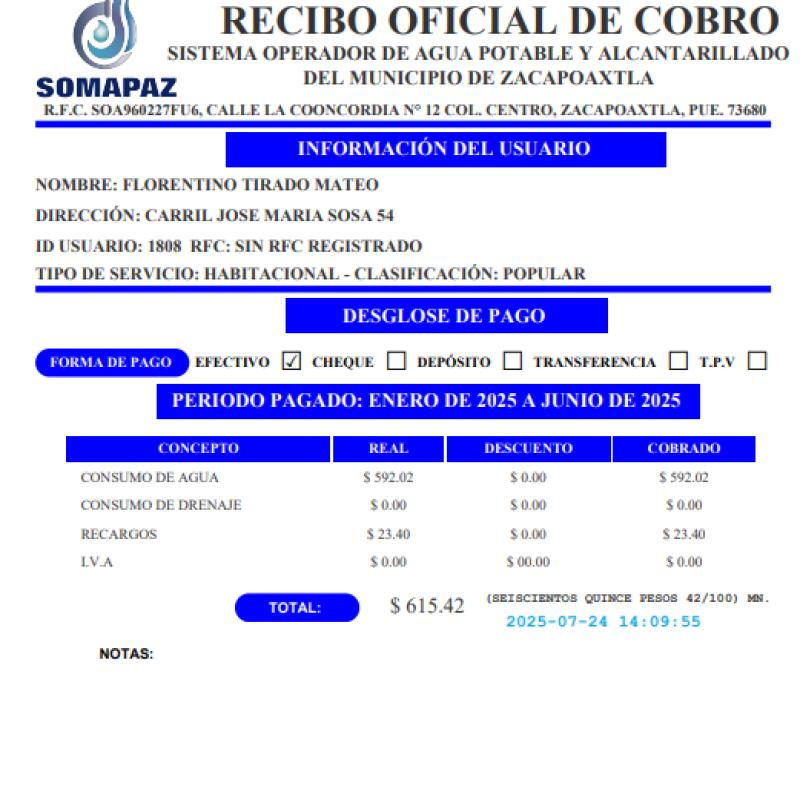 RECIBO OFICIAL DE COBRO
SISTEMA OPERADOR DE AGUA POTABLE Y ALCANTARILLADO
DEL MUNICIPIO DE ZACAPOAXTLA
SOMAPAZ
R.F.C. SOA960227FU6, CALLE LA COONCORDIA N° 12 COL. CENTRO, ZACAPOAXTLA, PUE. 73680
INFORMACIÓN DEL USUARIO
NOMBRE: FLORENTINO TIRADO MATEO
DIRECCIÓN: CARRIL JOSE MARIA SOSA 54
ID USUARIO: 1808 RFC: SIN RFC REGISTRADO
TIPO DE SERVICIO: HABITACIONAL - CLASIFICACIÓN: POPULAR
DESGLOSE DE PAGO
FORMA DE PAGO EFECTIVO ☑ CHEQUE ☐ DEPÓSITO ☐ TRANSFERENCIA ☐ T.P.V ☐
PERIODO PAGADO: ENERO DE 2025 A JUNIO DE 2025
CONCEPTO REAL DESCUENTO COBRADO
CONSUMO DE AGUA $ 592.02 $ 0.00 $ 592.02
CONSUMO DE DRENAJE $ 0.00 $ 0.00 $ 0.00
RECARGOS $ 23.40 $ 0.00 $ 23.40
I.V.A $ 0.00 $ 00.00 $ 0.00
TOTAL: $ 615.42 (SEISCIENTOS QUINCE PESOS 42/100) MN.
2025-07-24 14:09:55
NOTAS: